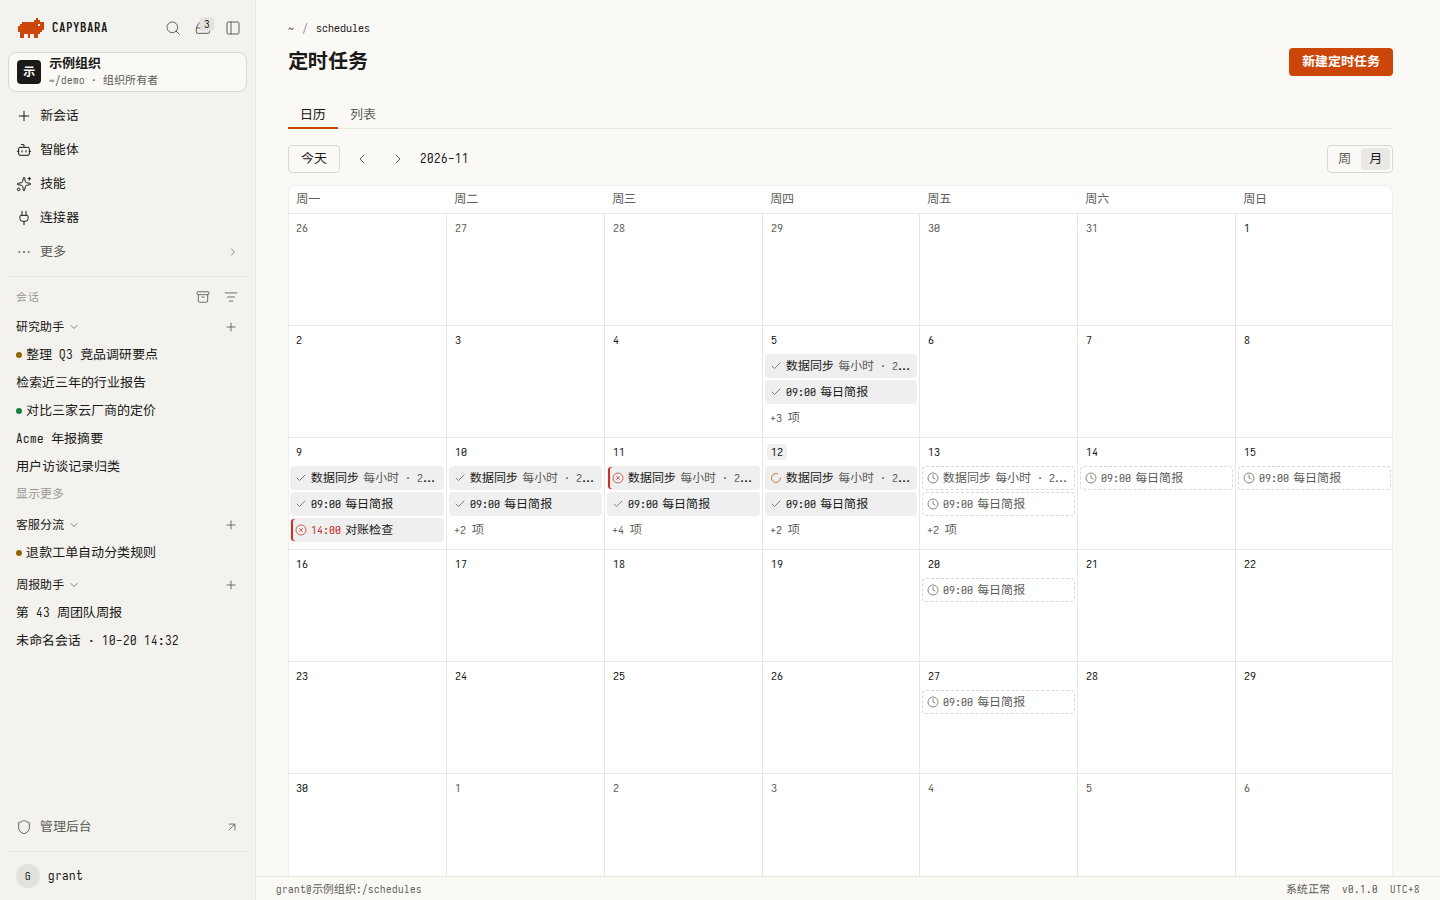 CAPYBARA
3
示
示例组织
~/demo · 组织所有者
新会话
智能体
技能
连接器
更多
会话
研究助手
整理 Q3 竞品调研要点
检索近三年的行业报告
对比三家云厂商的定价
Acme 年报摘要
用户访谈记录归类
显示更多
客服分流
退款工单自动分类规则
周报助手
第 43 周团队周报
未命名会话 · 10-20 14:32
管理后台
G grant
~ / schedules
定时任务
新建定时任务
日历 列表
今天 2026-11
周 月
周一 周二 周三 周四 周五 周六 周日
26 27 28 29 30 31 1
2 3 4 5 6 7 8
数据同步 每小时 · 2...
09:00 每日简报
+3 项
9 10 11 12 13 14 15
数据同步 每小时 · 2... 数据同步 每小时 · 2... 数据同步 每小时 · 2... 数据同步 每小时 · 2... 数据同步 每小时 · 2... 09:00 每日简报 09:00 每日简报
09:00 每日简报 09:00 每日简报 09:00 每日简报 09:00 每日简报 09:00 每日简报
14:00 对账检查 +2 项 +4 项 +2 项 +2 项
16 17 18 19 20 21 22
09:00 每日简报
23 24 25 26 27 28 29
09:00 每日简报
30 1 2 3 4 5 6
grant@示例组织:/schedules
系统正常 v0.1.0 UTC+8